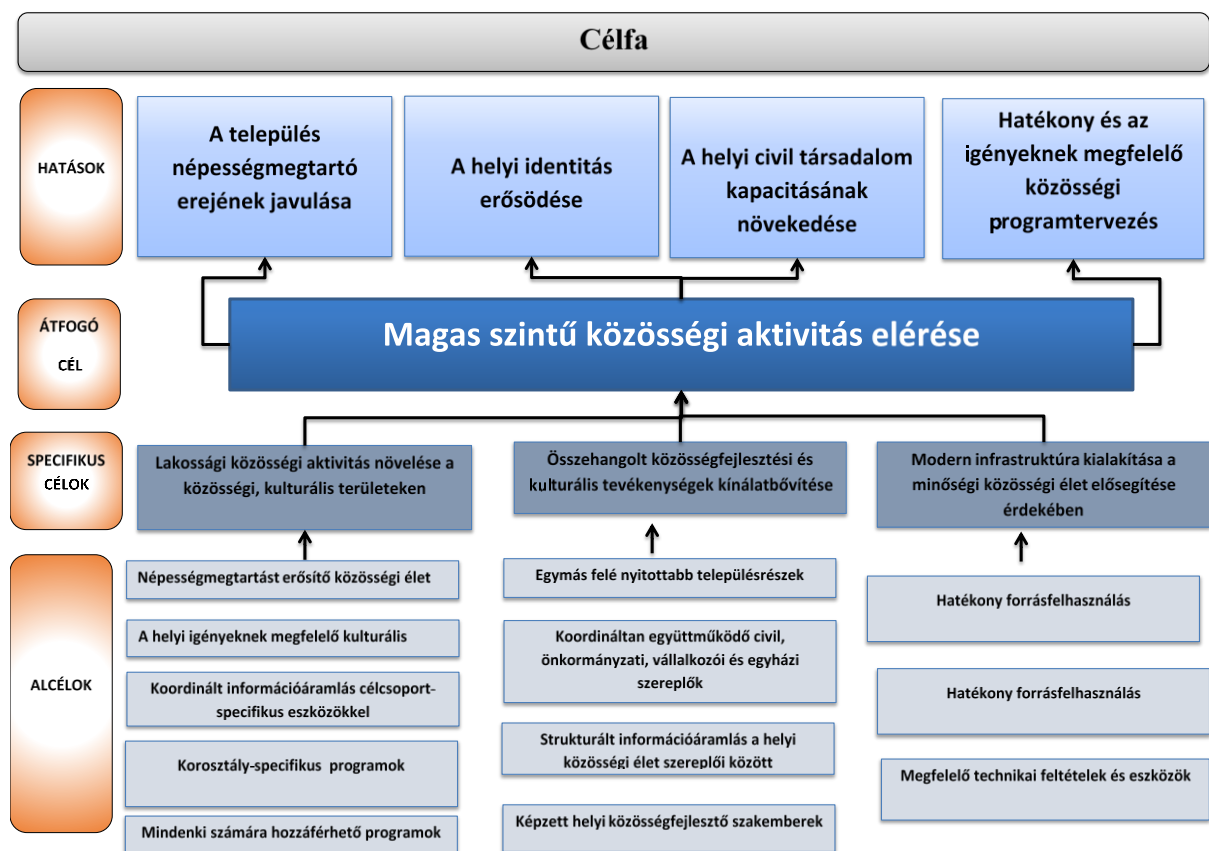 Célfa
HATÁSOK
A település
népességmegtartó
erejének javulása
A helyi identitás
erősödése
A helyi civil társadalom
kapacitásának
növekedése
Hatékony és az
igényeknek megfelelő
közösségi
programtervezés
ÁTFOGÓ
CÉL
Magas szintű közösségi aktivitás elérése
SPECIFIKUS
CÉLOK
Lakossági közösségi aktivitás növelése a
közösségi, kulturális területeken
Összehangolt közösségfejlesztési és
kulturális tevékenységek kínálatbővítése
Modern infrastruktúra kialakítása a
minőségi közösségi élet elősegítése
érdekében
ALCÉLOK
Népességmegtartást erősítő közösségi élet
A helyi igényeknek megfelelő kulturális
Koordinált információáramlás célcsoport-
specifikus eszközökkel
Korosztály-specifikus programok
Mindenki számára hozzáférhető programok
Egymás felé nyitottabb településrészek
Koordináltan együttműködő civil,
önkormányzati, vállalkozói és egyházi
szereplők
Strukturált információáramlás a helyi
közösségi élet szereplői között
Képzett helyi közösségfejlesztő szakemberek
Hatékony forrásfelhasználás
Hatékony forrásfelhasználás
Megfelelő technikai feltételek és eszközök